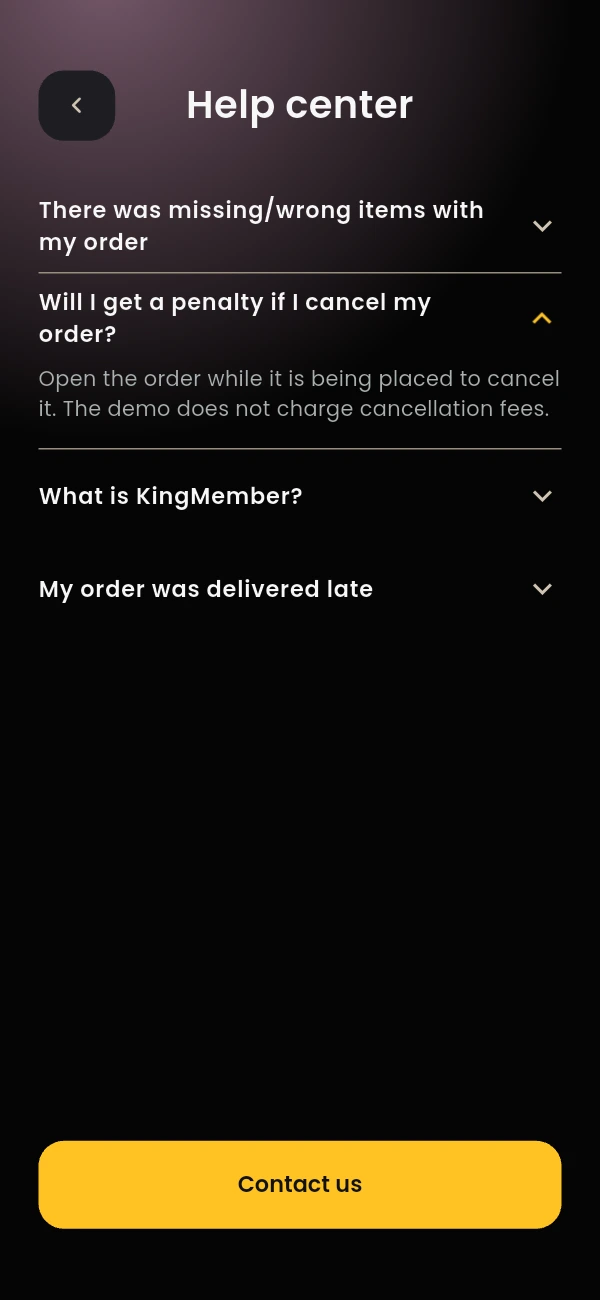 Help center
There was missing/wrong items with
my order
Will I get a penalty if I cancel my
order?
Open the order while it is being placed to cancel
it. The demo does not charge cancellation fees.
What is KingMember?
My order was delivered late
Contact us